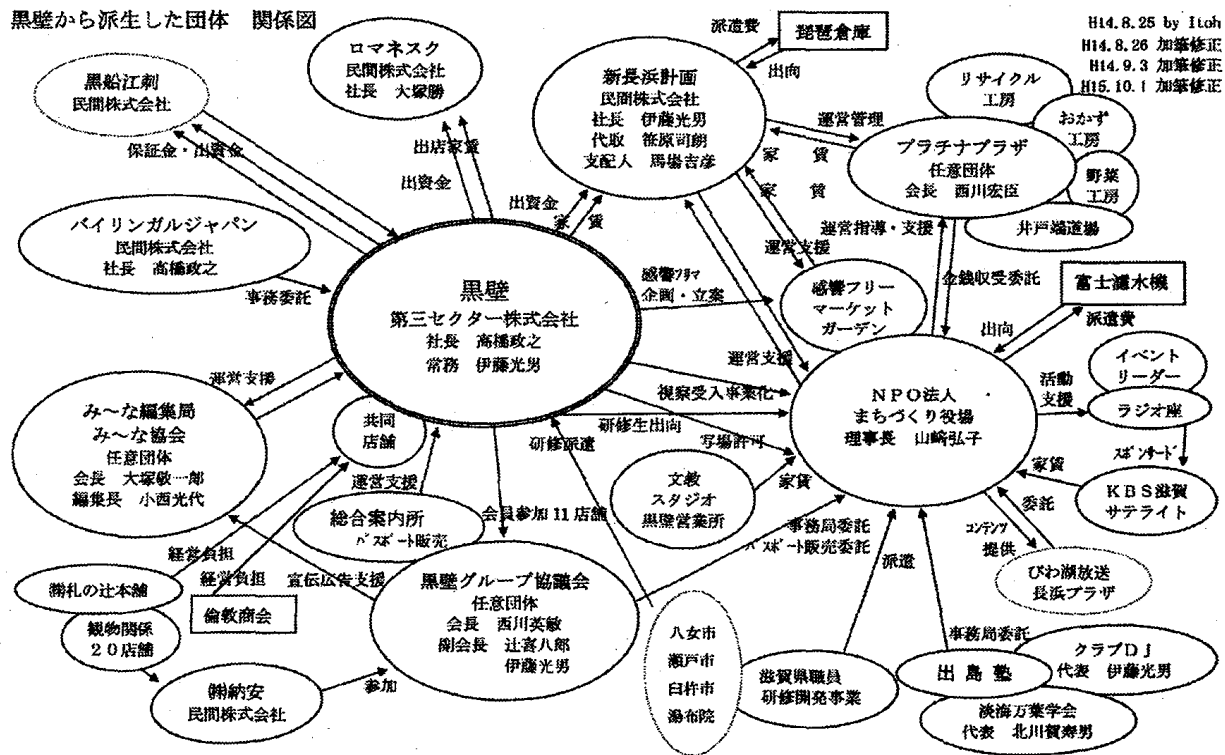 黒壁から派生した団体　関係図
H14.8.25 by Itoh
H14.8.26 加筆修正
H14.9.3 加筆修正
H15.10.1 加筆修正
黒船江刺
民間株式会社
保証金・出資金
ロマネスク
民間株式会社
社長　大塚勝
出店家賃
出資金
派遣費
琵琶倉庫
出向
新長浜計画
民間株式会社
社長　伊藤光男
代取　笹原司朗
支配人　馬場吉彦
出資金
家　賃
運営管理
家　賃
家　賃
運営支援
リサイクル
工房
おかず
工房
野菜
工房
井戸端道場
プラチナプラザ
任意団体
会長　西川宏臣
運営指導・支援
金銭収受委託
バイリンガルジャパン
民間株式会社
社長　高橋政之
事務委託
黒壁
第三セクター株式会社
社長　高橋政之
常務　伊藤光男
感響フリマ
企画・立案
感響フリー
マーケット
ガーデン
富士濾水機
出向
派遣費
運営支援
運営支援
視察受入事業化
研修生出向
研修派遣
写場許可
家賃
NPO法人
まちづくり役場
理事長　山崎弘子
活動
支援
イベント
リーダー
ラジオ座
スポンサード
家賃
KBS滋賀
サテライト
委託
コンテンツ
提供
びわ湖放送
長浜プラザ
み～な編集局
み～な協会
任意団体
会長　大塚敬一郎
編集長　小西光代
共同
店舗
運営支援
総合案内所
パスポート販売
会員参加11店舗
文教
スタジオ
黒壁営業所
事務局委託
パスポート販売委託
派遣
経営負担
経営負担
宣伝広告支援
㈱札の辻本舗
倫敦商会
観物関係
20店舗
㈱納安
民間株式会社
参加
黒壁グループ協議会
任意団体
会長　西川英敏
副会長　辻喜八郎
伊藤光男
八女市
瀬戸市
臼杵市
湯布院
滋賀県職員
研修開発事業
事務局委託
出島塾
クラブDJ
代表　伊藤光男
淡海万葉学会
代表　北川賀寿男